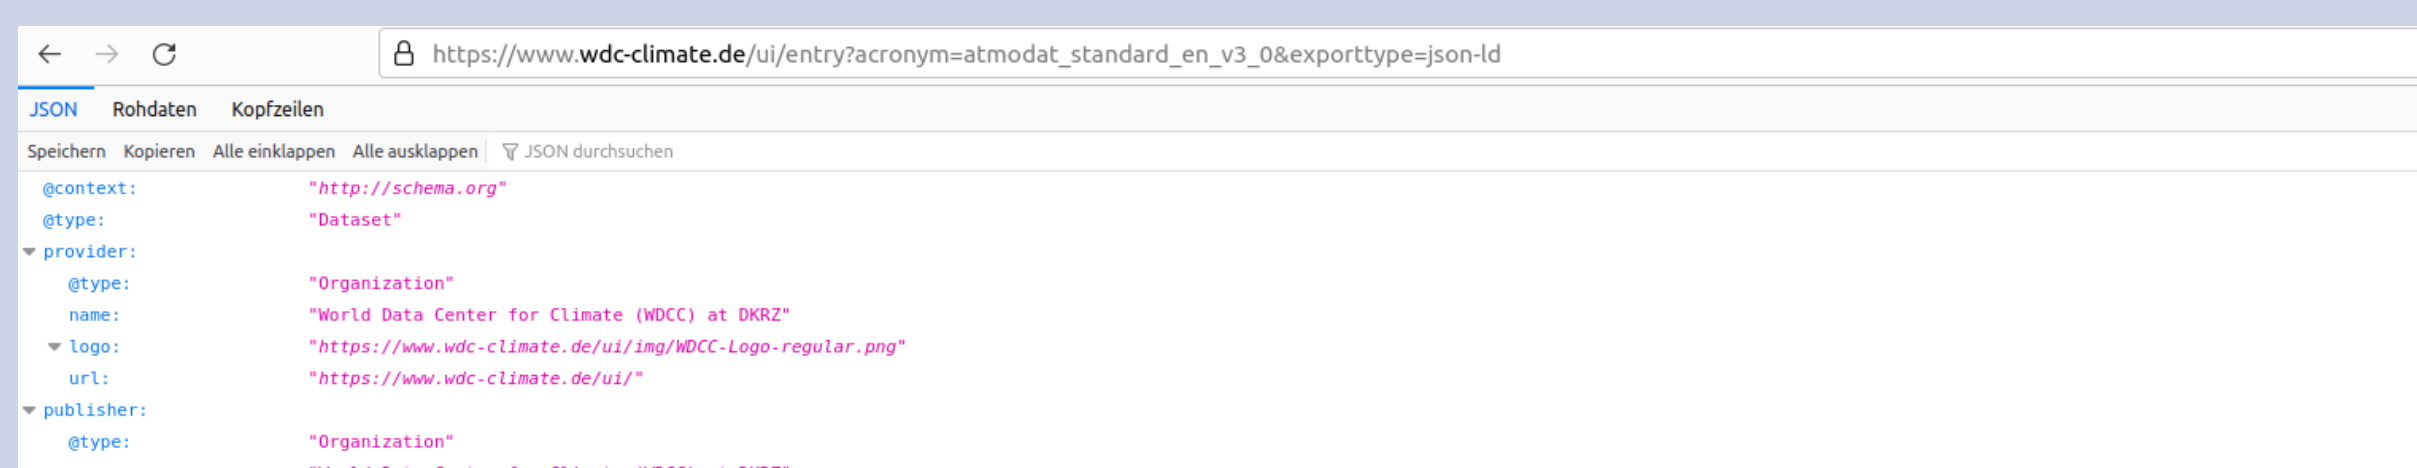 https://www.wdc-climate.de/ui/entry?acronym=atmodat_standard_en_v3_0&exporttype=json-ld
JSON Rohdaten Kopfzeilen
Speichern Kopieren Alle einklappen Alle ausklappen JSON durchsuchen
@context: "http://schema.org"
@type: "Dataset"
provider:
@type: "Organization"
name: "World Data Center for Climate (WDCC) at DKRZ"
logo: "https://www.wdc-climate.de/ui/img/WDCC-Logo-regular.png"
url: "https://www.wdc-climate.de/ui/"
publisher:
@type: "Organization"